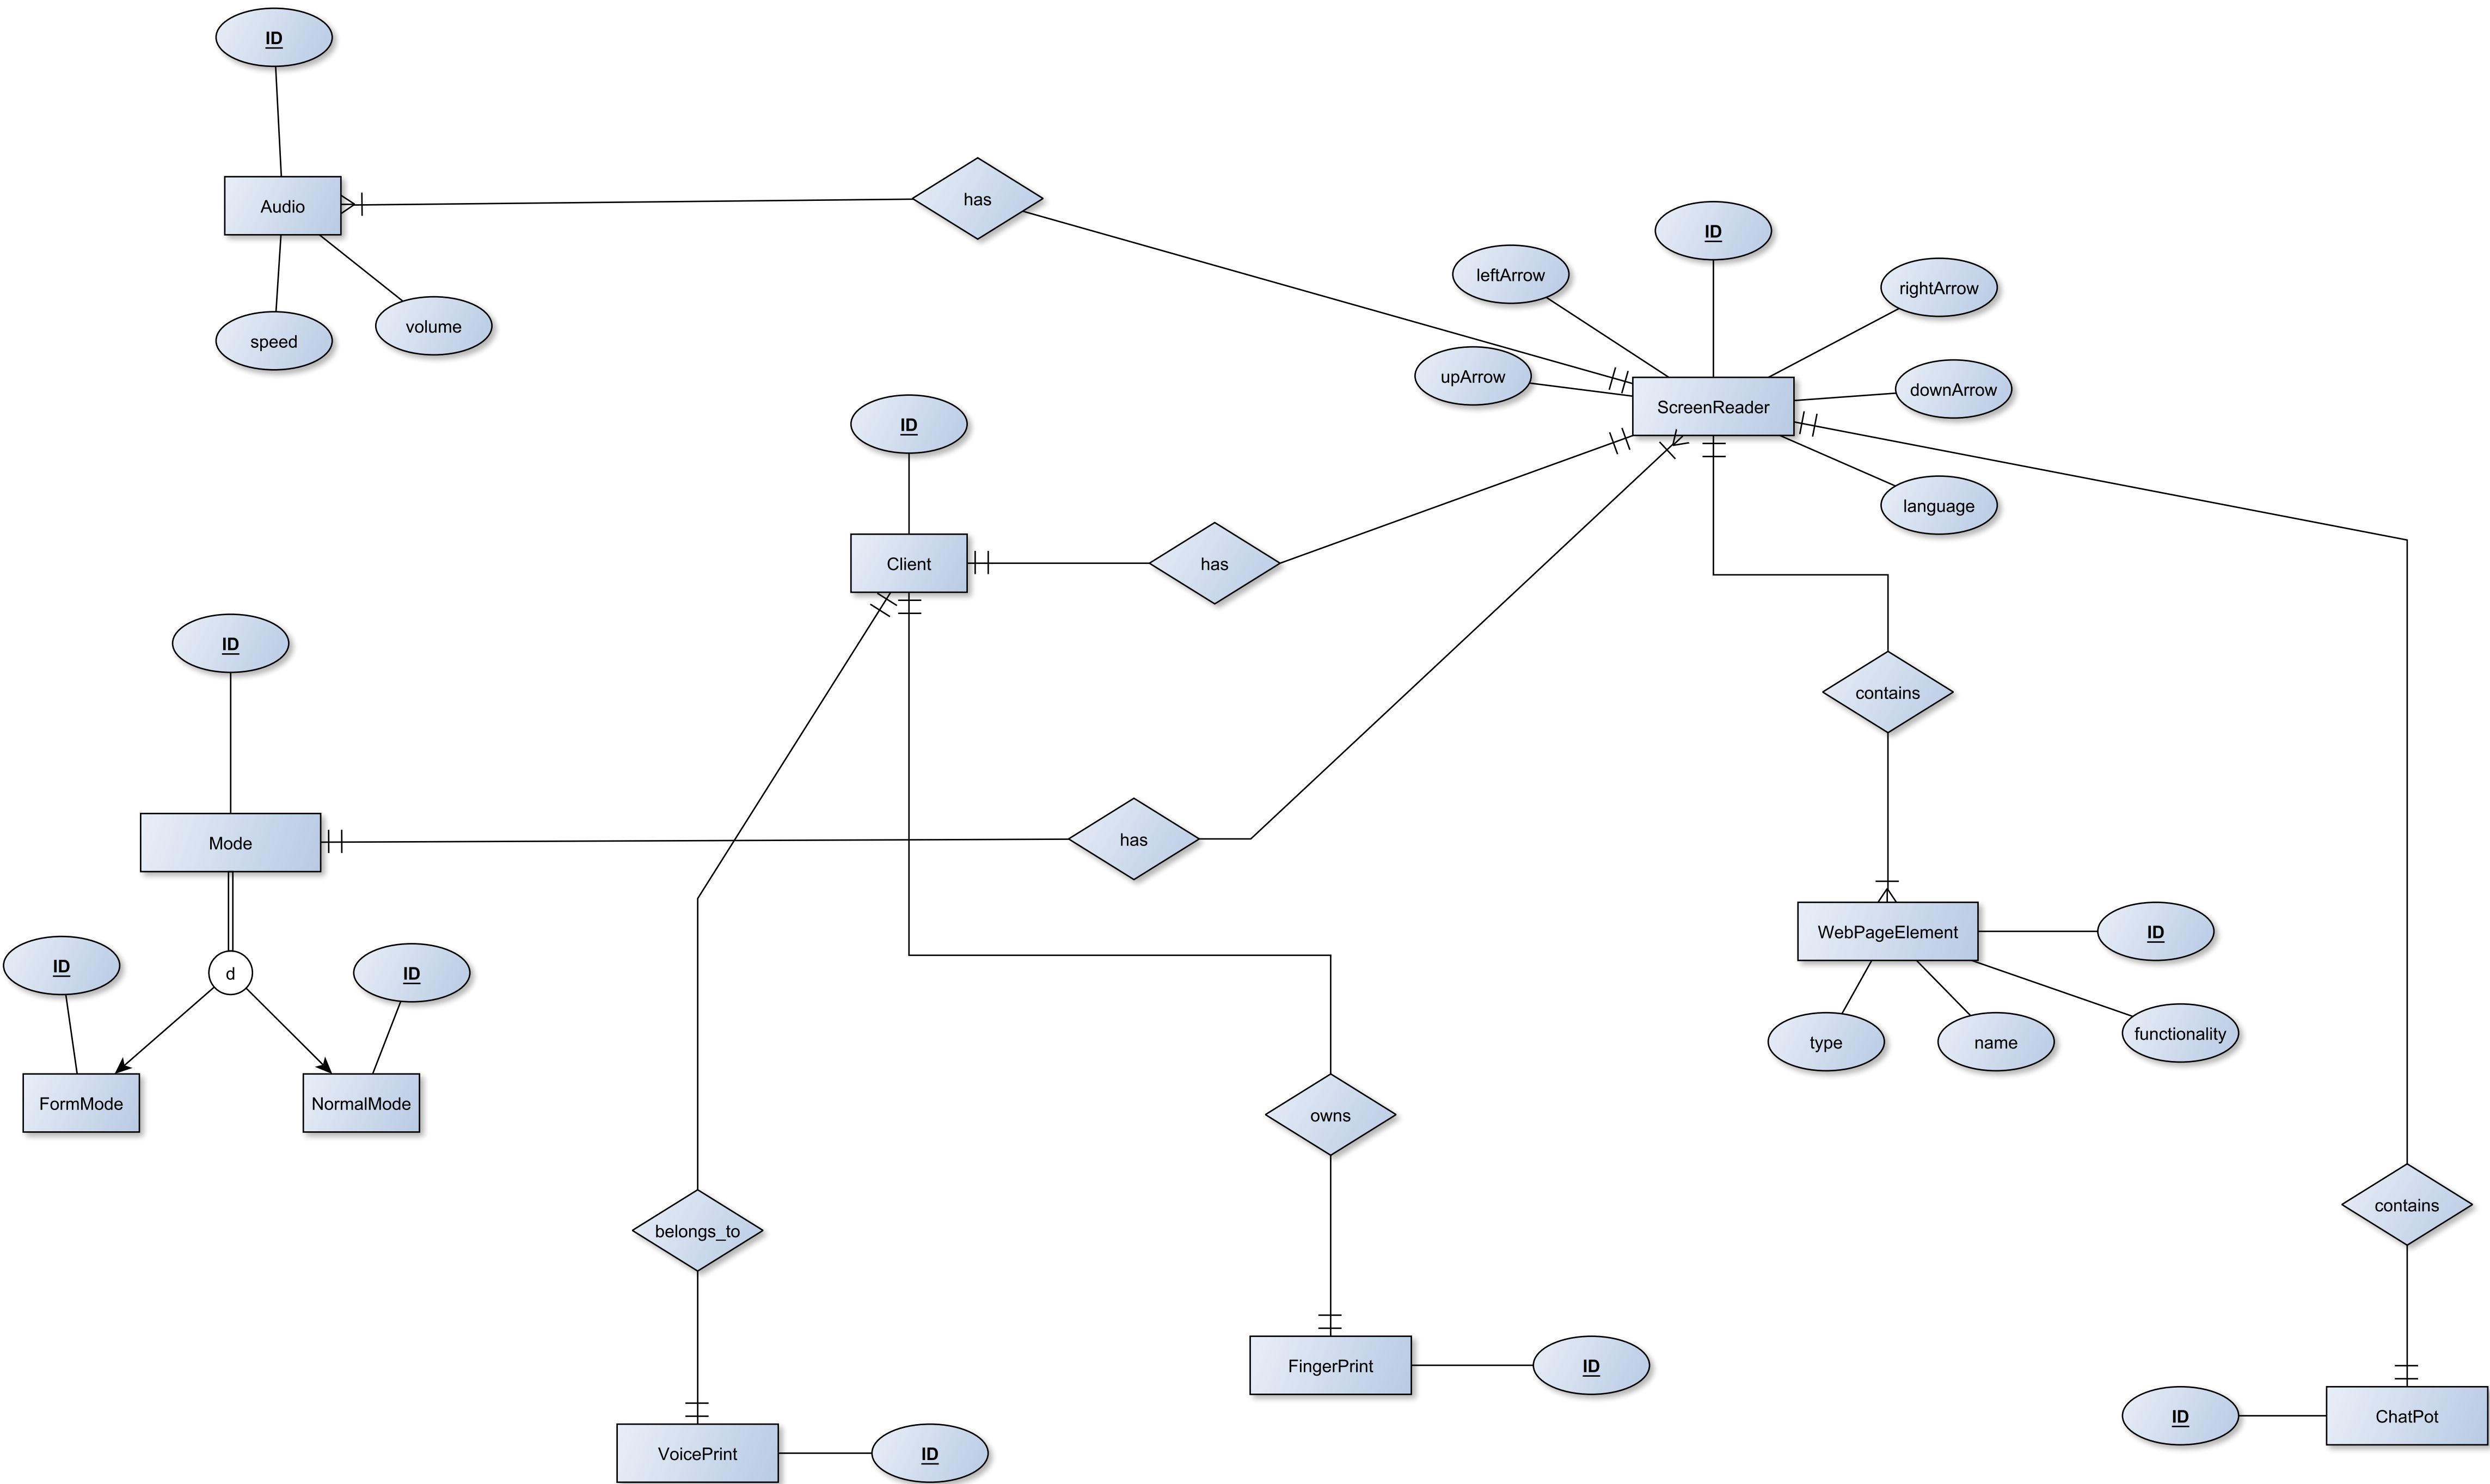 ID
Audio
has
speed
volume
ID
leftArrow
rightArrow
upArrow
downArrow
ScreenReader
language
ID
Client
has
ID
contains
Mode
has
ID
d
ID
FormMode
NormalMode
WebPageElement
ID
type
name
functionality
owns
belongs_to
contains
FingerPrint
ID
VoicePrint
ID
ID
ChatPot